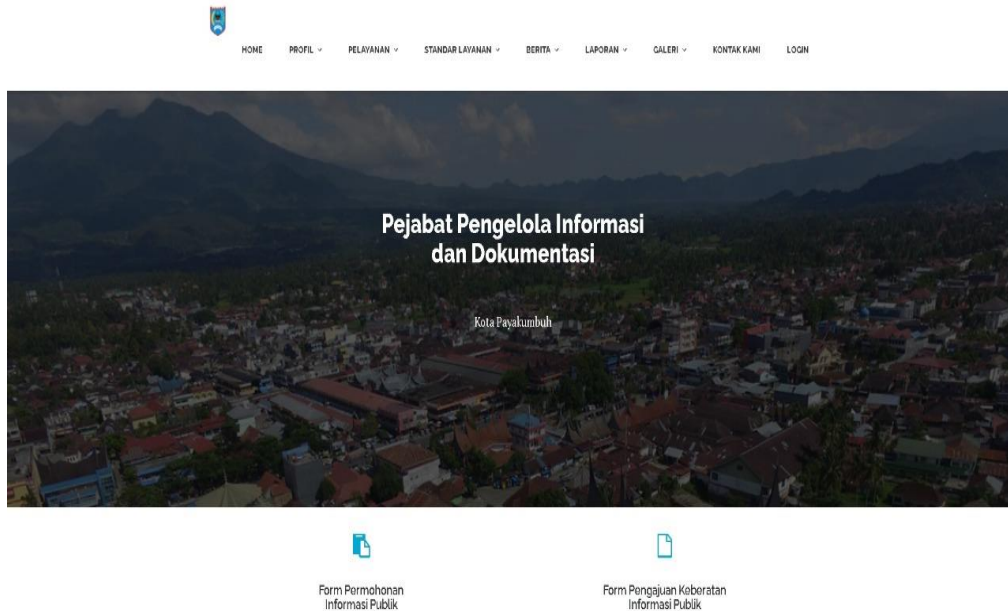 HOME PROFIL PELAYANAN STANDAR LAYANAN BERITA LAPORAN GALERI KONTAK KAMI LOGIN
Pejabat Pengelola Informasi
dan Dokumentasi
Kota Payakumbuh
Form Permohonan
Informasi Publik
Form Pengajuan Keberatan
Informasi Publik